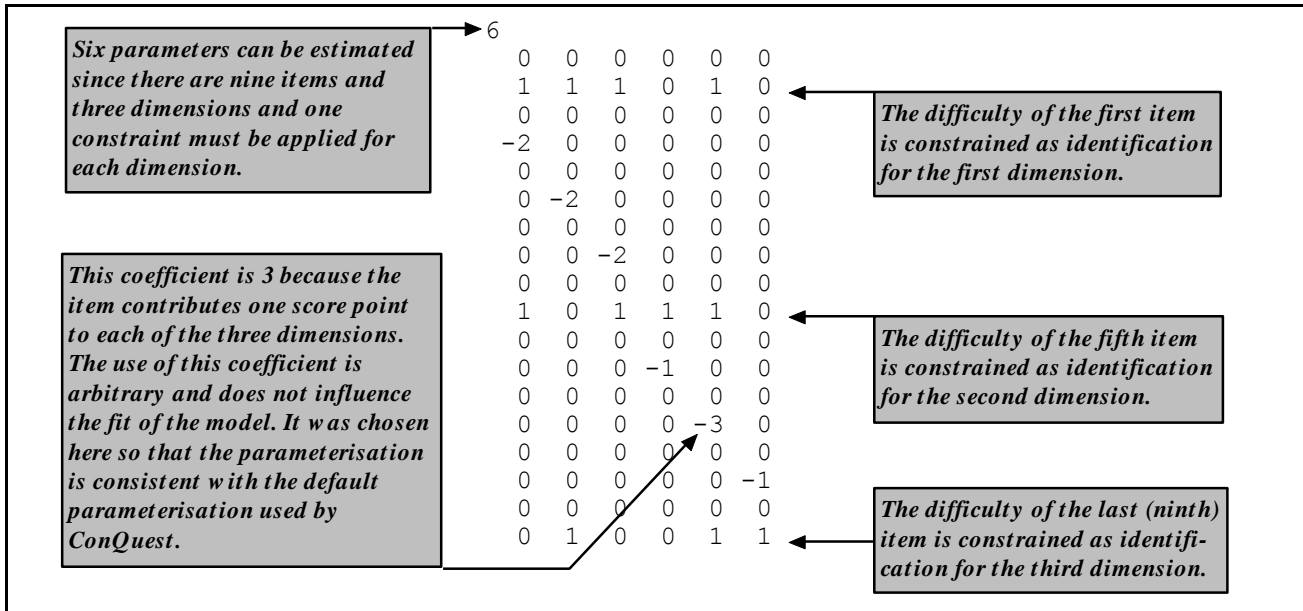 Six parameters can be estimated
since there are nine items and
three dimensions and one
constraint must be applied for
each dimension.
6
0 0 0 0 0 0
1 1 1 0 1 0
0 0 0 0 0 0
-2 0 0 0 0 0
0 0 0 0 0 0
0 -2 0 0 0 0
0 0 0 0 0 0
0 0 -2 0 0 0
0 0 0 0 0 0
1 0 1 1 1 0
0 0 0 0 0 0
0 0 0 -1 0 0
0 0 0 0 0 0
0 0 0 0 -3 0
0 0 0 0 0 0
0 0 0 0 0 -1
0 0 0 0 0 0
0 1 0 0 1 1
The difficulty of the first item
is constrained as identification
for the first dimension.
This coefficient is 3 because the
item contributes one score point
to each of the three dimensions.
The use of this coefficient is
arbitrary and does not influence
the fit of the model. It was chosen
here so that the parameterisation
is consistent with the default
parameterisation used by
ConQuest.
The difficulty of the fifth item
is constrained as identification
for the second dimension.
The difficulty of the last (ninth)
item is constrained as identifi-
cation for the third dimension.